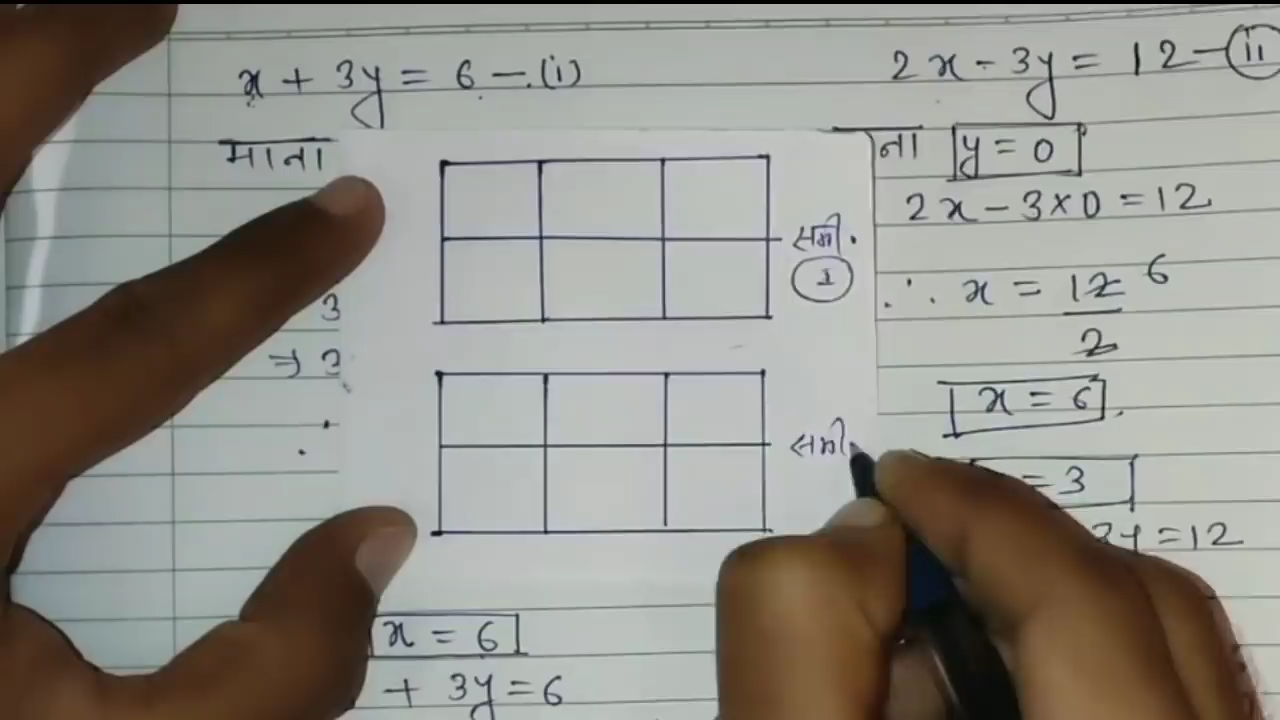 x + 3y = 6 – (i)
माना
3
⇒ 3
∴
x = 6
+ 3y = 6
समी.
I
समी
2x - 3y = 12 – ii
ना y = 0
2x - 3×0 = 12
∴ x = 12 6
2
x = 6
= 3
3y = 12